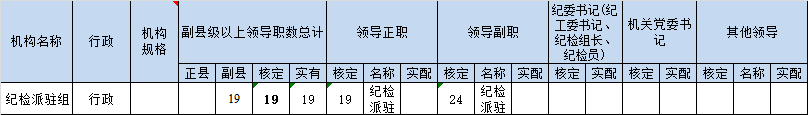 机构名称 行政 机构规格 副县级以上领导职数总计 领导正职 领导副职 纪委书记(纪工委书记、纪检组长、纪检员) 机关党委书记 其他领导
正县 副县 核定 实有 核定 名称 实配 核定 名称 实配 核定 实配 核定 实配 核定 名称 实配
纪检派驻组 行政 19 19 19 19 纪检派驻 24 纪检派驻